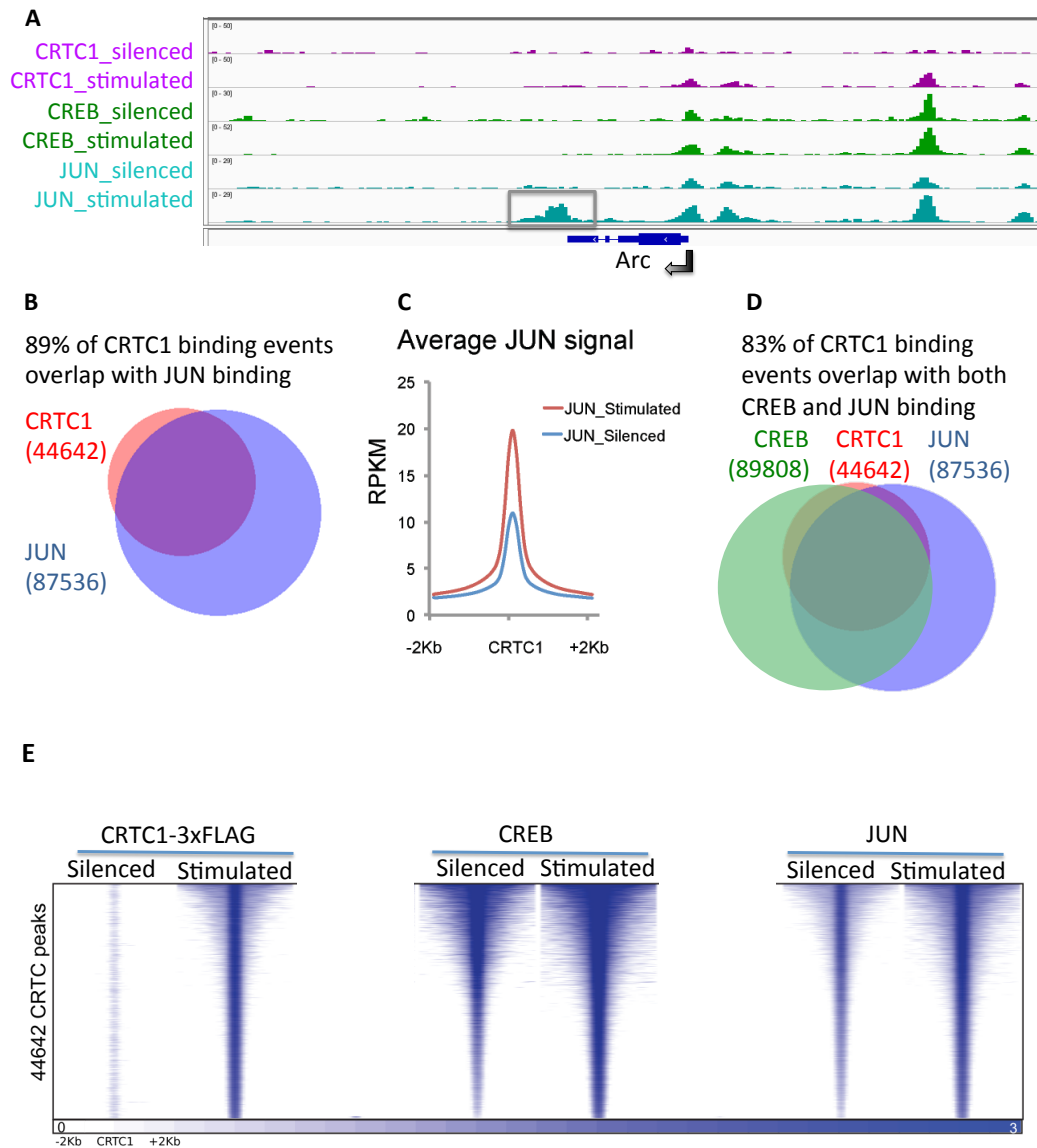 A
CRTC1_silenced
[0 - 50]
CRTC1_stimulated
[0 - 50]
CREB_silenced
[0 - 30]
CREB_stimulated
[0 - 52]
JUN_silenced
[0 - 29]
JUN_stimulated
[0 - 29]
Arc
B
89% of CRTC1 binding events
overlap with JUN binding
CRTC1
(44642)
JUN
(87536)
C
Average JUN signal
25
20
15
10
5
0
RPKM
JUN_Stimulated
JUN_Silenced
-2Kb CRTC1 +2Kb
D
83% of CRTC1 binding
events overlap with both
CREB and JUN binding
CREB CRTC1 JUN
(89808) (44642) (87536)
E
CRTC1-3xFLAG CREB JUN
Silenced Stimulated Silenced Stimulated Silenced Stimulated
44642 CRTC peaks
0 3
-2Kb CRTC1 +2Kb